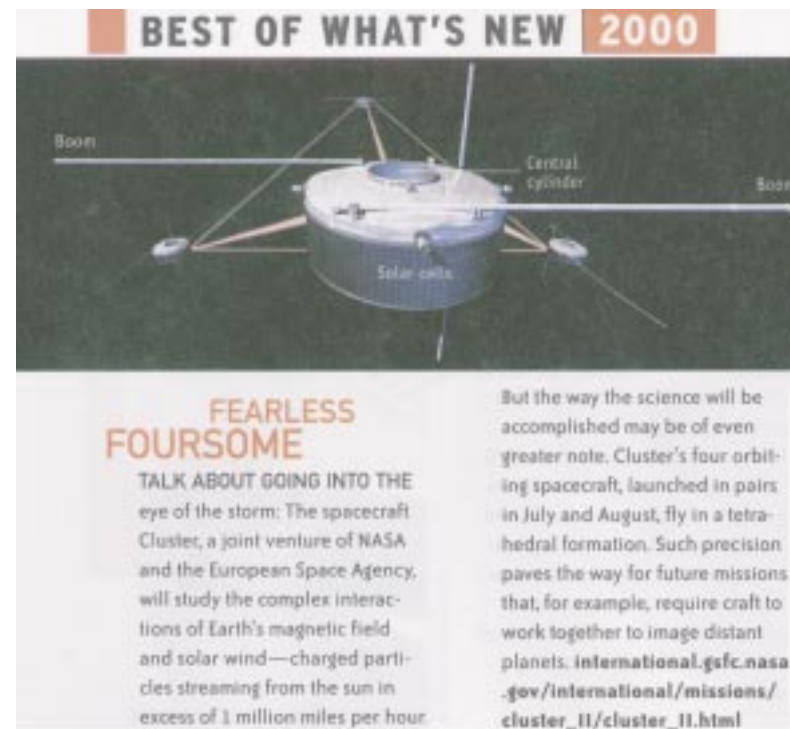 BEST OF WHAT'S NEW 2000
Boom
Central
cylinder
Boom
Solar cells
FEARLESS
FOURSOME
TALK ABOUT GOING INTO THE
eye of the storm: The spacecraft
Cluster, a joint venture of NASA
and the European Space Agency,
will study the complex interac-
tions of Earth's magnetic field
and solar wind—charged parti-
cles streaming from the sun in
excess of 1 million miles per hour
But the way the science will be
accomplished may be of even
greater note. Cluster's four orbit-
ing spacecraft, launched in pairs
in July and August, fly in a tetra-
hedral formation. Such precision
paves the way for future missions
that, for example, require craft to
work together to image distant
planets. international.gsfc.nasa
.gov/international/missions/
cluster_II/cluster_II.html